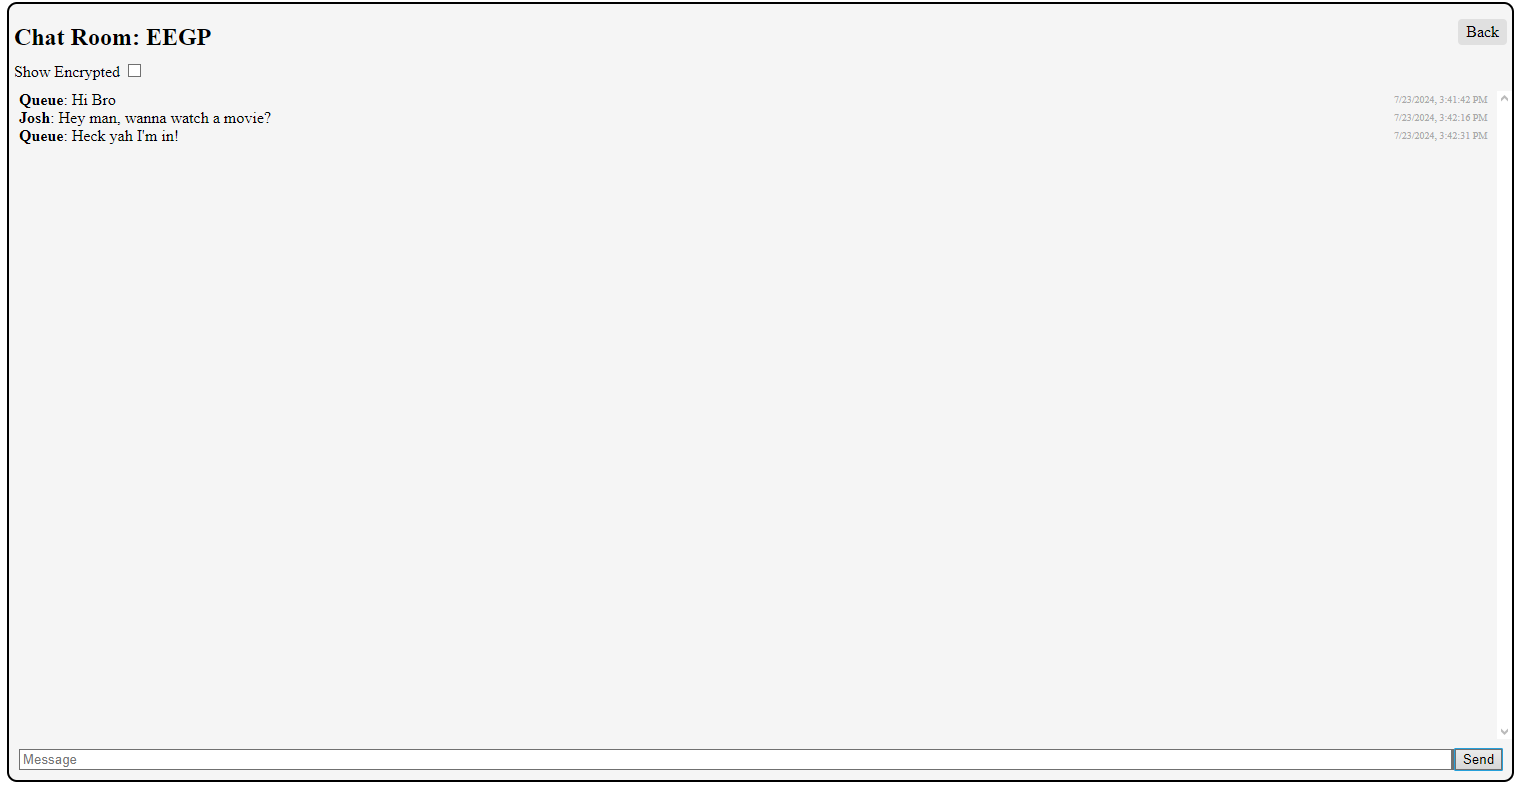 Chat Room: EEGP
Back
Show Encrypted
Queue: Hi Bro 7/23/2024, 3:41:42 PM
Josh: Hey man, wanna watch a movie? 7/23/2024, 3:42:16 PM
Queue: Heck yah I'm in! 7/23/2024, 3:42:31 PM
Message
Send